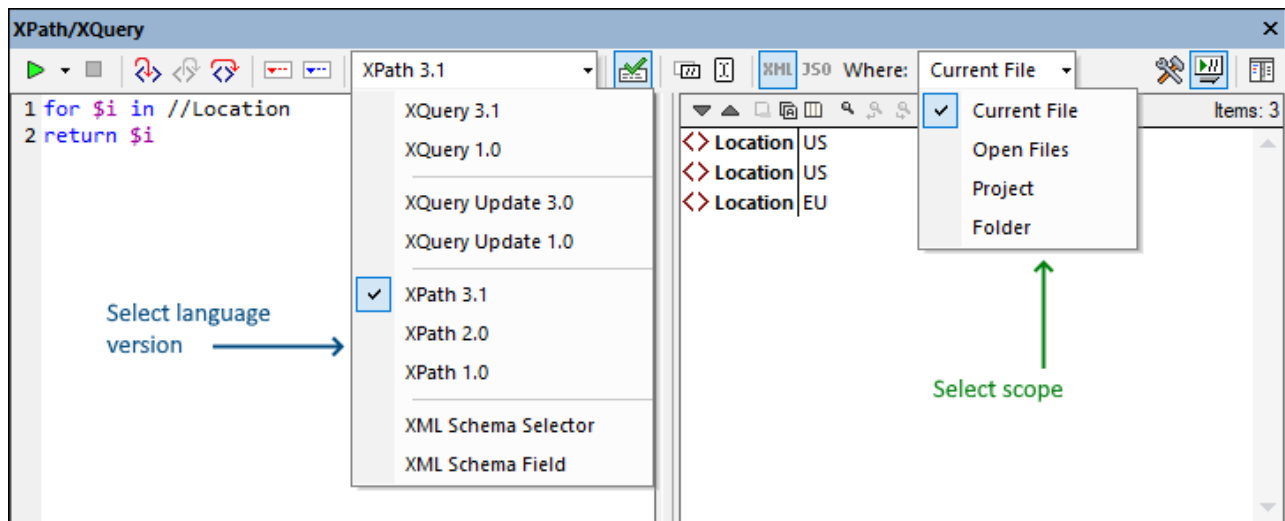 XPath/XQuery
XPath 3.1
XML JSO Where: Current File
1 for $i in //Location
2 return $i
XQuery 3.1
XQuery 1.0
XQuery Update 3.0
XQuery Update 1.0
XPath 3.1
XPath 2.0
XPath 1.0
XML Schema Selector
XML Schema Field
Select language
version
Items: 3
<> Location US
<> Location US
<> Location EU
Current File
Open Files
Project
Folder
Select scope